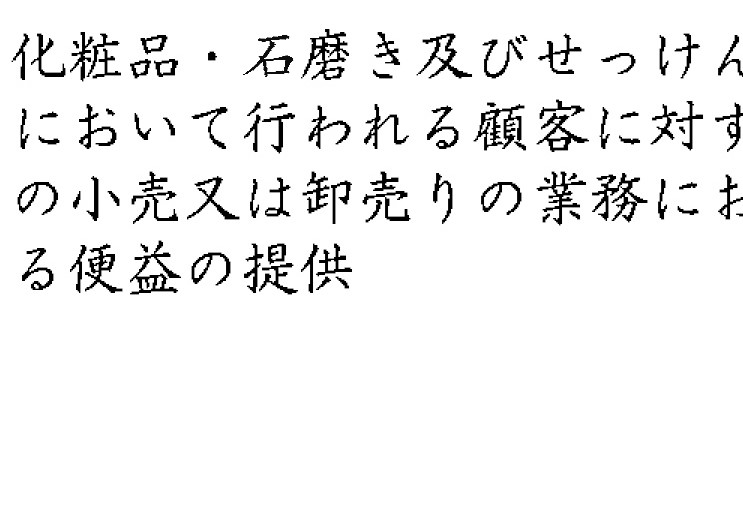 化粧品・石磨き及びせっけん
において行われる顧客に対す
の小売又は卸売りの業務にお
る便益の提供